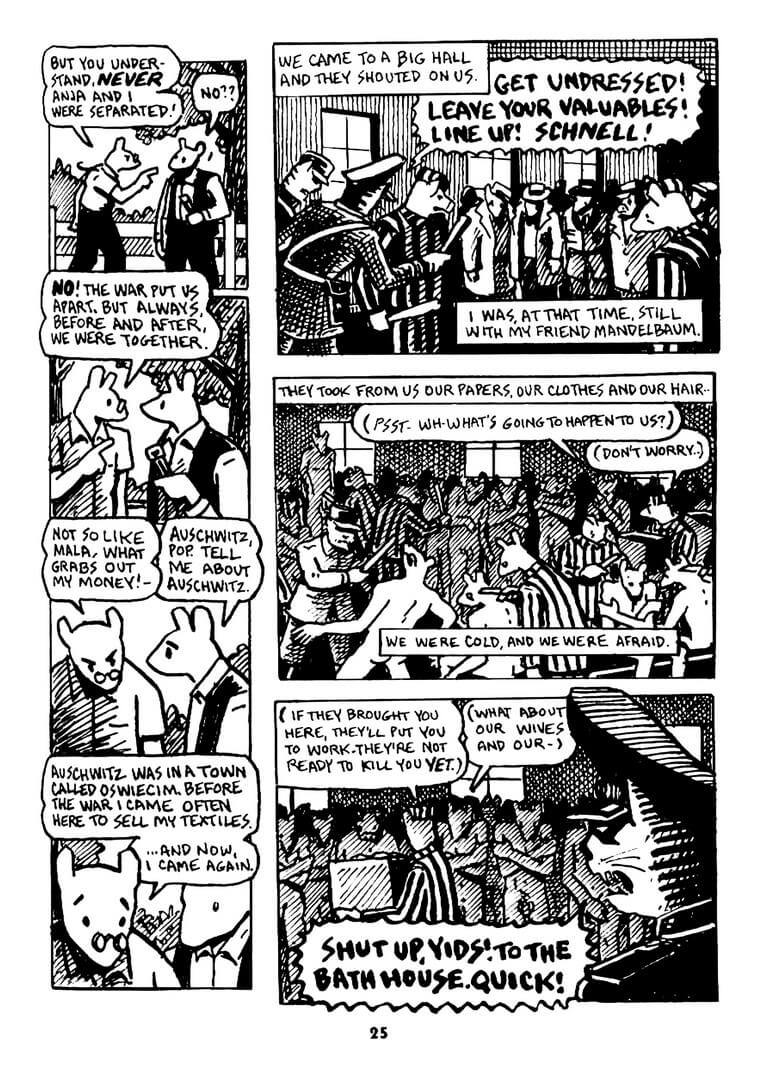 BUT YOU UNDER-
STAND, NEVER
ANJA AND I
WERE SEPARATED!
NO??
NO! THE WAR PUT US
APART. BUT ALWAYS,
BEFORE AND AFTER,
WE WERE TOGETHER.
NOT SO LIKE
MALA, WHAT
GRABS OUT
MY MONEY!-
AUSCHWITZ,
POP. TELL
ME ABOUT
AUSCHWITZ.
AUSCHWITZ WAS IN A TOWN
CALLED OSWIECIM. BEFORE
THE WAR I CAME OFTEN
HERE TO SELL MY TEXTILES.
...AND NOW,
I CAME AGAIN.
WE CAME TO A BIG HALL
AND THEY SHOUTED ON US.
GET UNDRESSED!
LEAVE YOUR VALUABLES!
LINE UP! SCHNELL!
I WAS, AT THAT TIME, STILL
WITH MY FRIEND MANDELBAUM.
THEY TOOK FROM US OUR PAPERS, OUR CLOTHES AND OUR HAIR..
(PSST- WH-WHAT'S GOING TO HAPPEN TO US?)
(DON'T WORRY..)
WE WERE COLD, AND WE WERE AFRAID.
(IF THEY BROUGHT YOU
HERE, THEY'LL PUT YOU
TO WORK. THEY'RE NOT
READY TO KILL YOU YET.)
(WHAT ABOUT
OUR WIVES
AND OUR-)
SHUT UP, YIDS! TO THE
BATH HOUSE. QUICK!
25